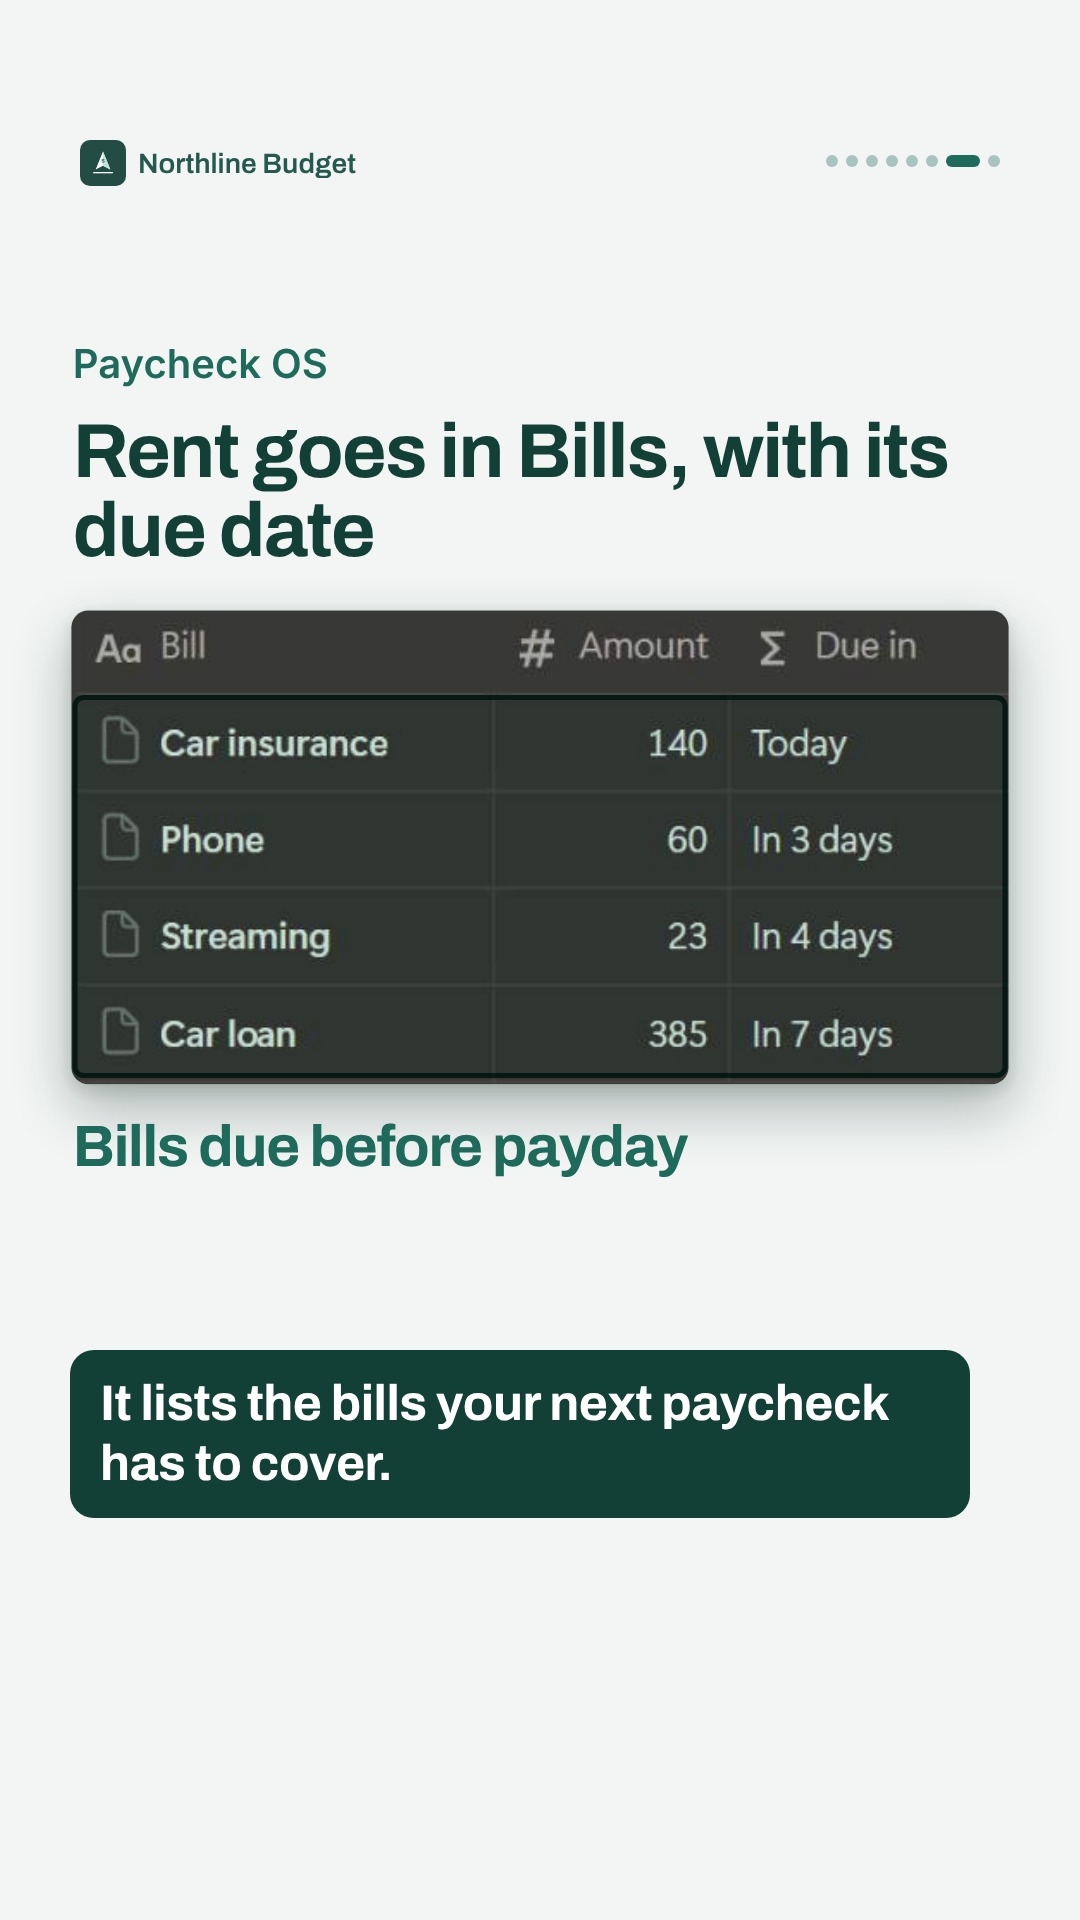 Northline Budget
Paycheck OS
Rent goes in Bills, with its
due date
Aa Bill # Amount Σ Due in
Car insurance 140 Today
Phone 60 In 3 days
Streaming 23 In 4 days
Car loan 385 In 7 days
Bills due before payday
It lists the bills your next paycheck
has to cover.